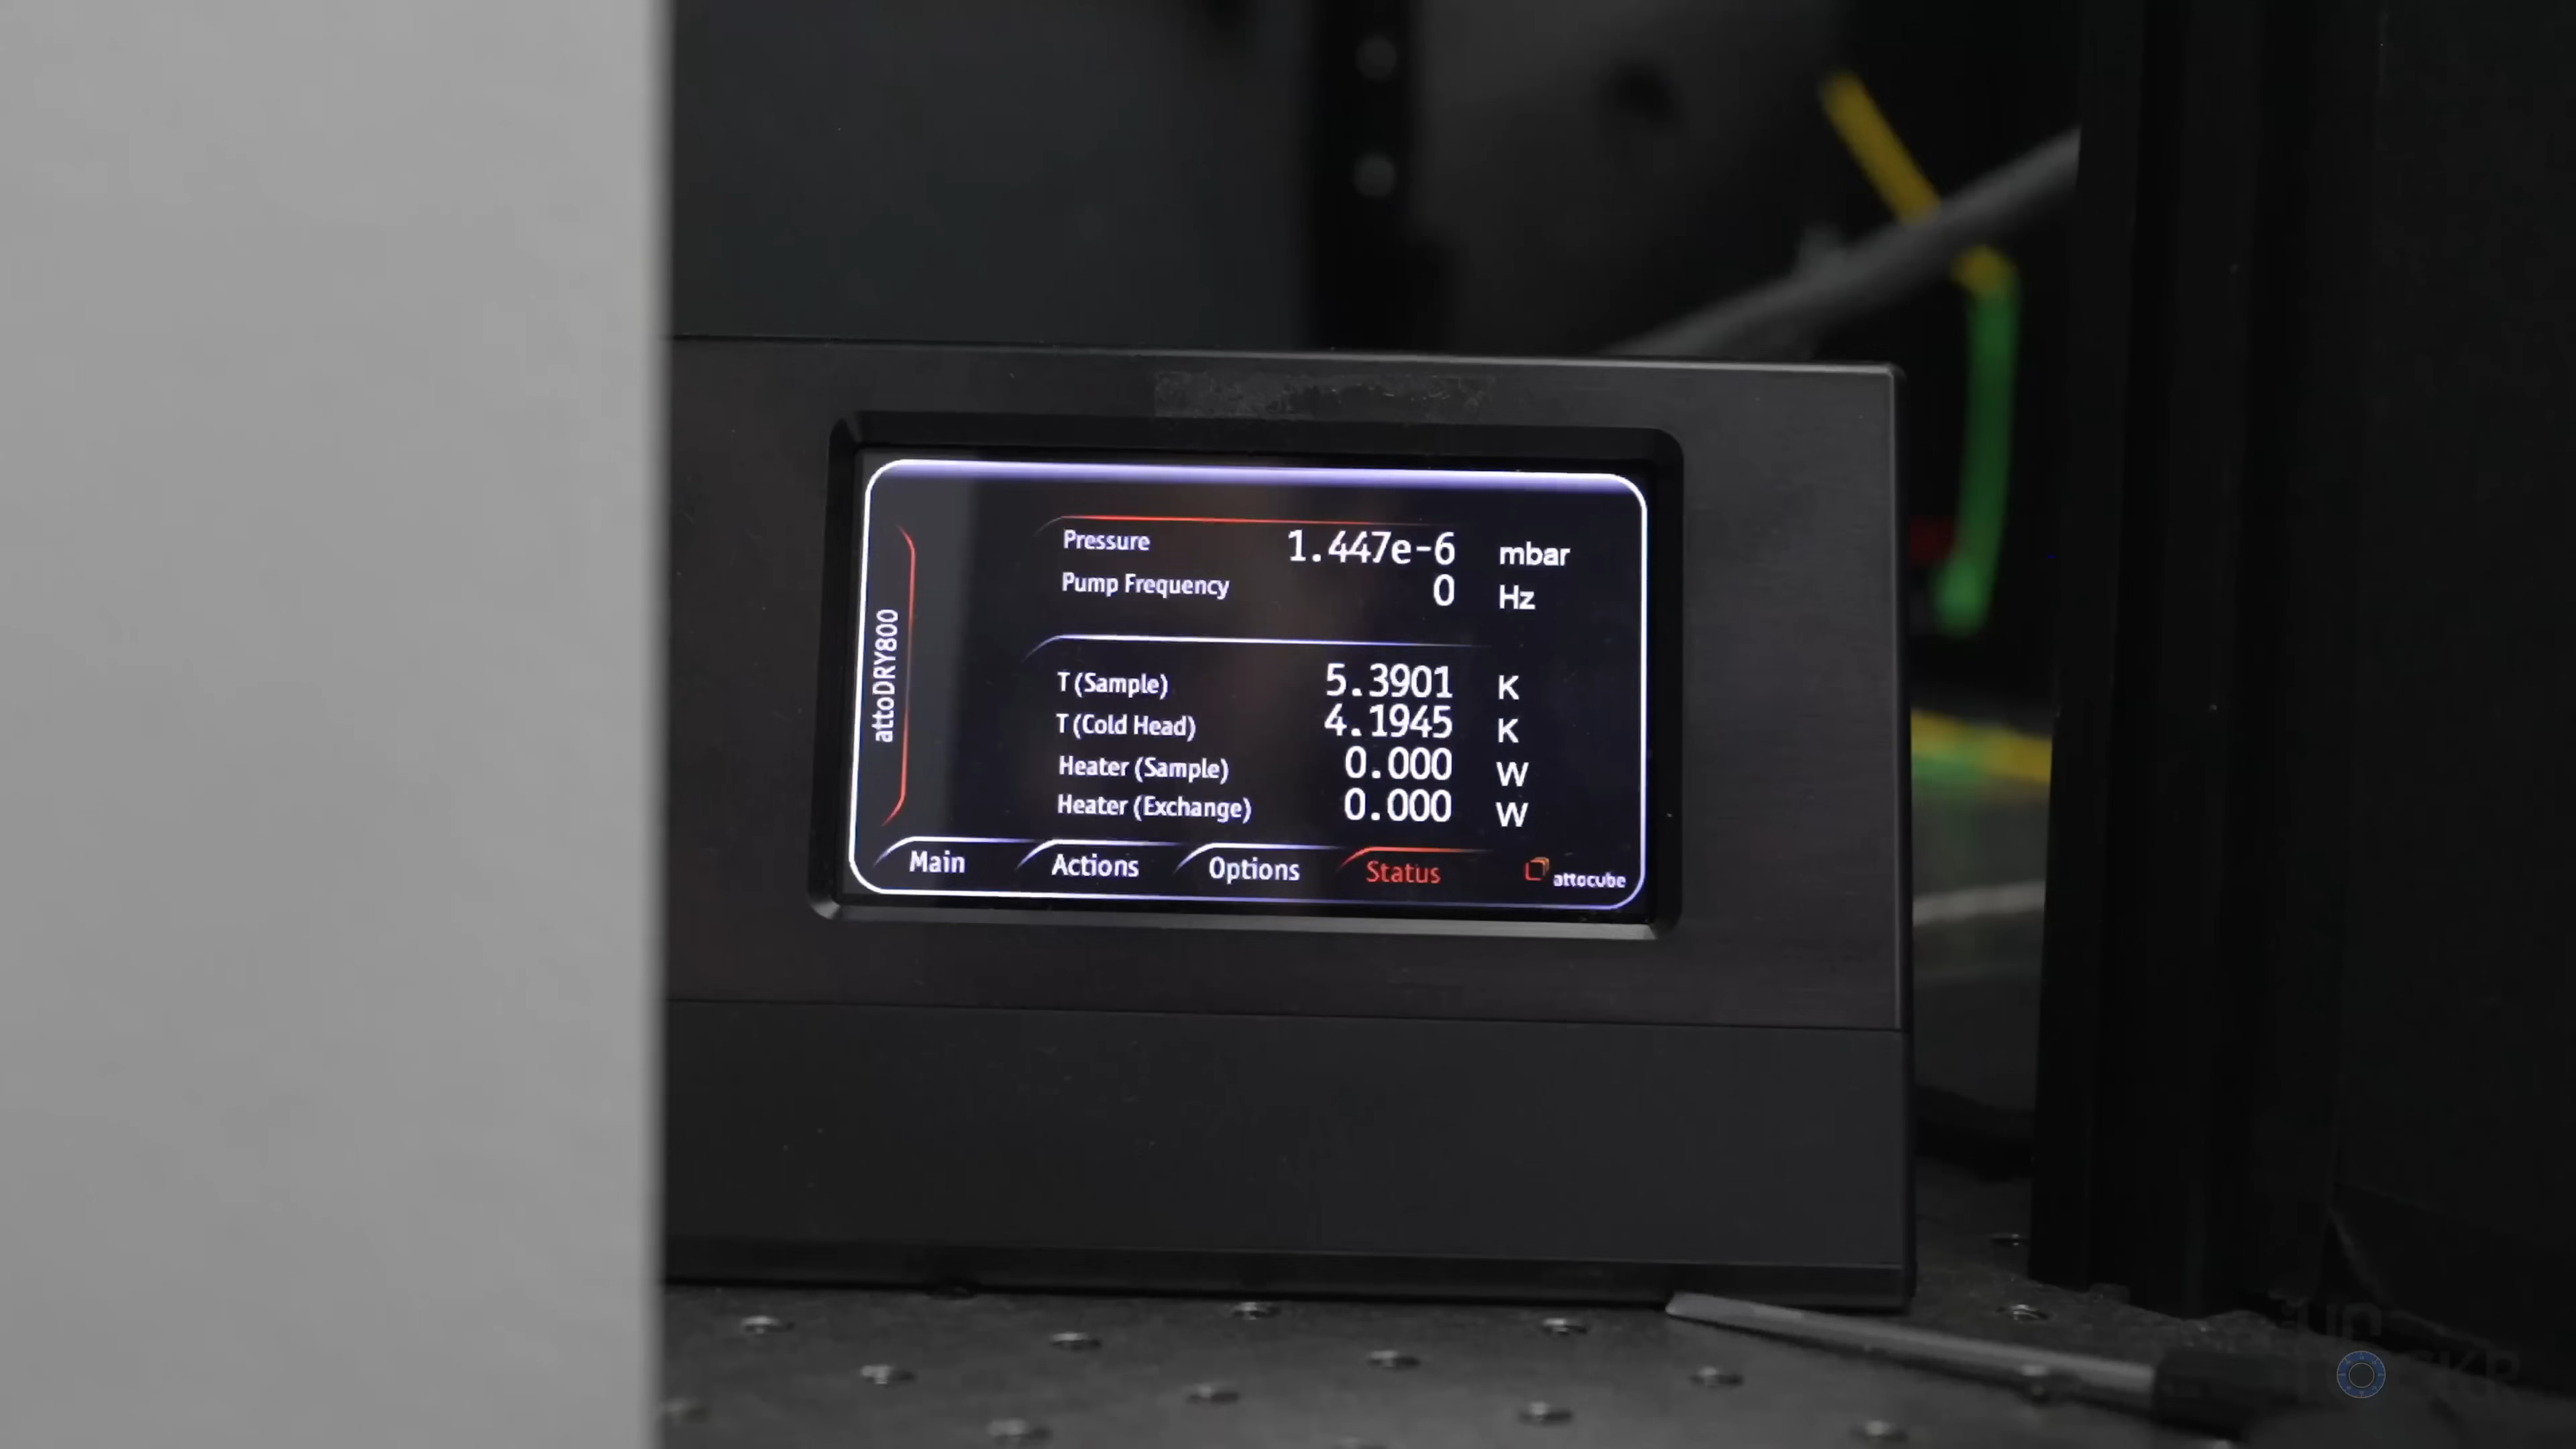 attoDRY800
Pressure 1.447e-6 mbar
Pump Frequency 0 Hz
T (Sample) 5.3901 K
T (Cold Head) 4.1945 K
Heater (Sample) 0.000 W
Heater (Exchange) 0.000 W
Main Actions Options Status attocube